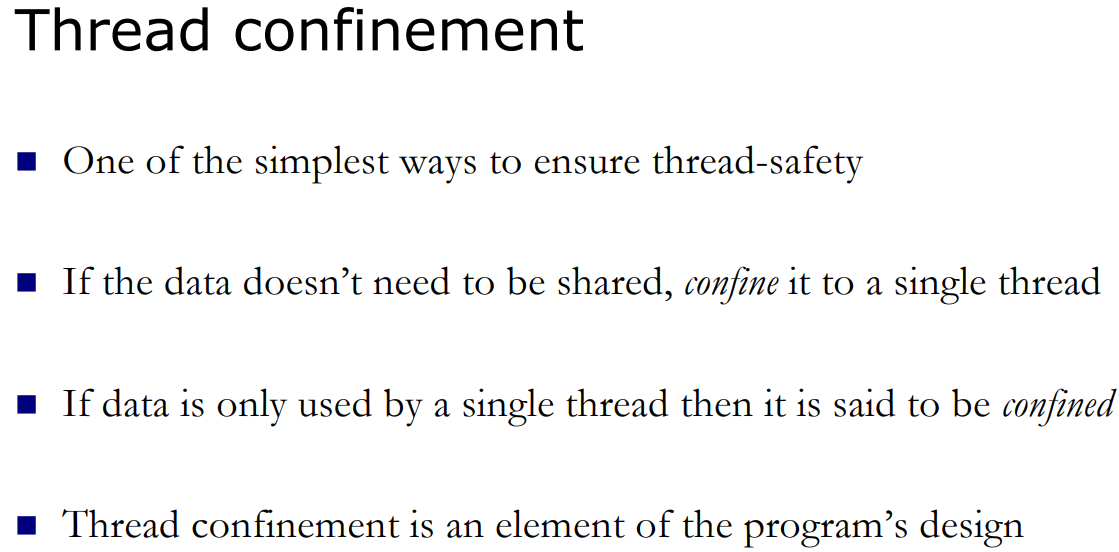 Thread confinement
One of the simplest ways to ensure thread-safety
If the data doesn’t need to be shared, confine it to a single thread
If data is only used by a single thread then it is said to be confined
Thread confinement is an element of the program’s design